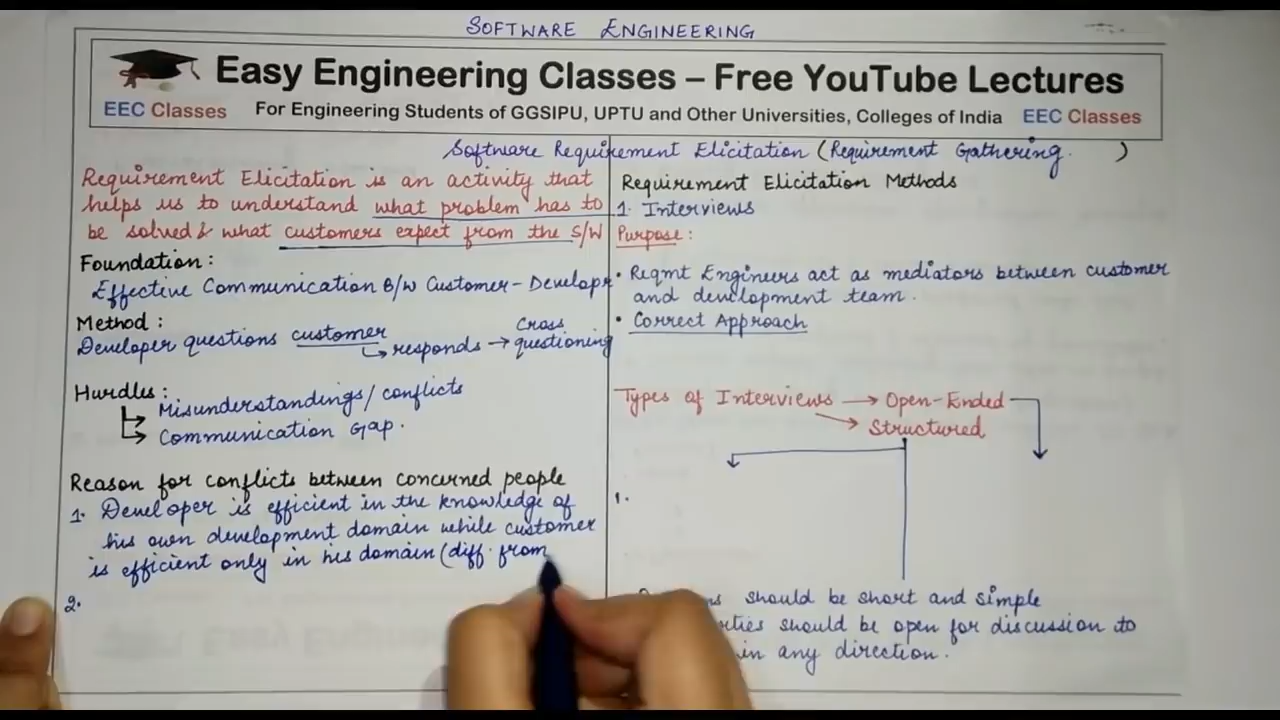 SOFTWARE ENGINEERING
Easy Engineering Classes – Free YouTube Lectures
EEC Classes For Engineering Students of GGSIPU, UPTU and Other Universities, Colleges of India EEC Classes
Software Requirement Elicitation (Requirement Gathering )
Requirement Elicitation is an activity that
helps us to understand what problem has to
be solved & what customers expect from the S/W
Foundation:
Effective Communication B/W Customer-Develop
Method:
Developer questions customer
responds → Cross
questioning
Hurdles:
Misunderstandings/conflicts
Communication Gap.
Reason for conflicts between concerned people
1. Developer is efficient in the knowledge of
his own development domain while customer
is efficient only in his domain (diff. from
2.
Requirement Elicitation Methods
1. Interviews
Purpose:
• Reqmt Engineers act as mediators between customer
and development team.
• Correct Approach
Types of Interviews → Open-Ended
Structured
1.
should be short and simple
should be open for discussion to
in any direction.